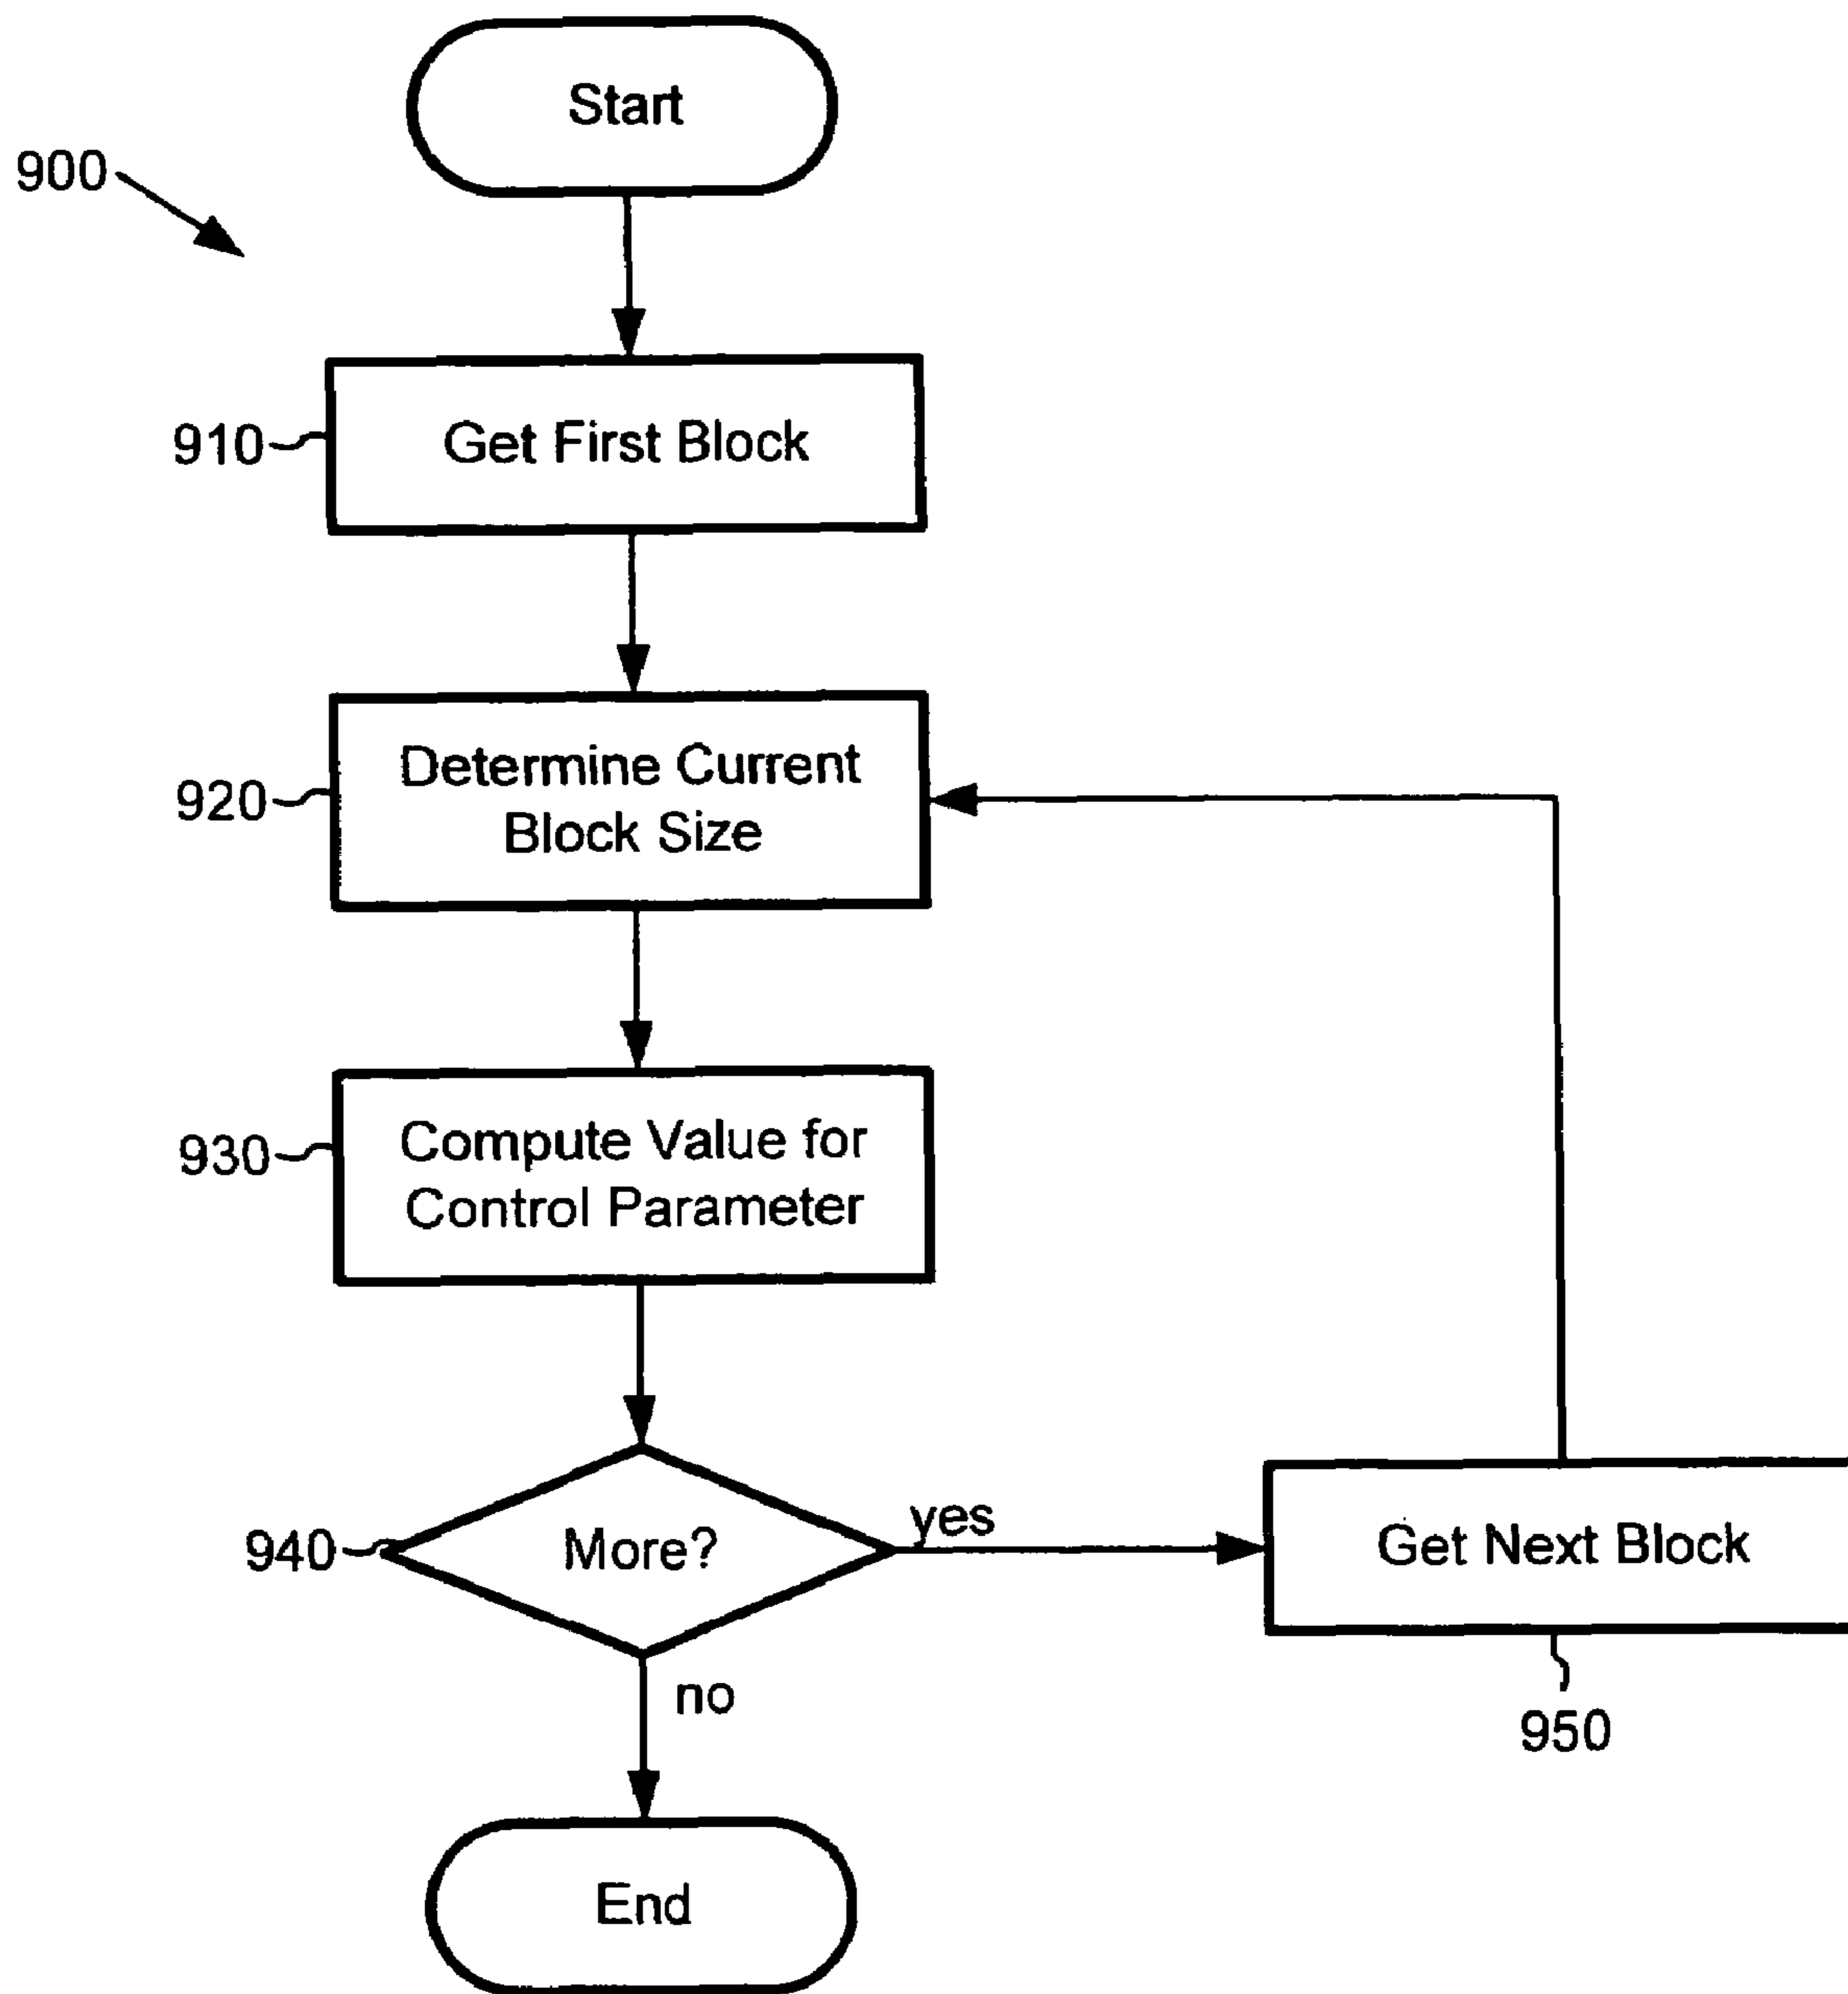 Start
900
910
Get First Block
920
Determine Current
Block Size
930
Compute Value for
Control Parameter
940
More?
yes
Get Next Block
no
950
End